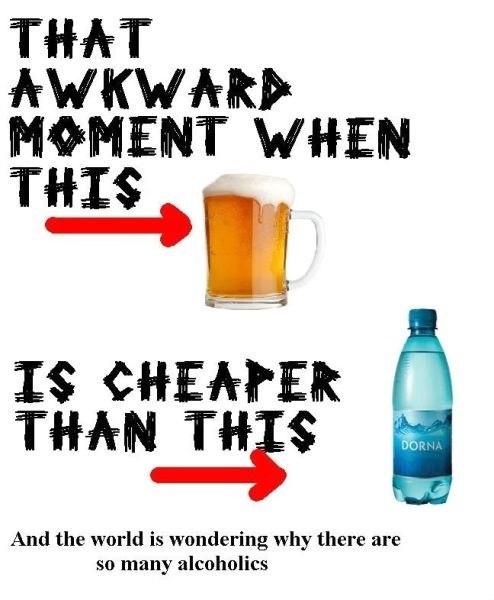 THAT
AWKWARD
MOMENT WHEN
THIS
IS CHEAPER
THAN THIS
DORNA
And the world is wondering why there are
so many alcoholics